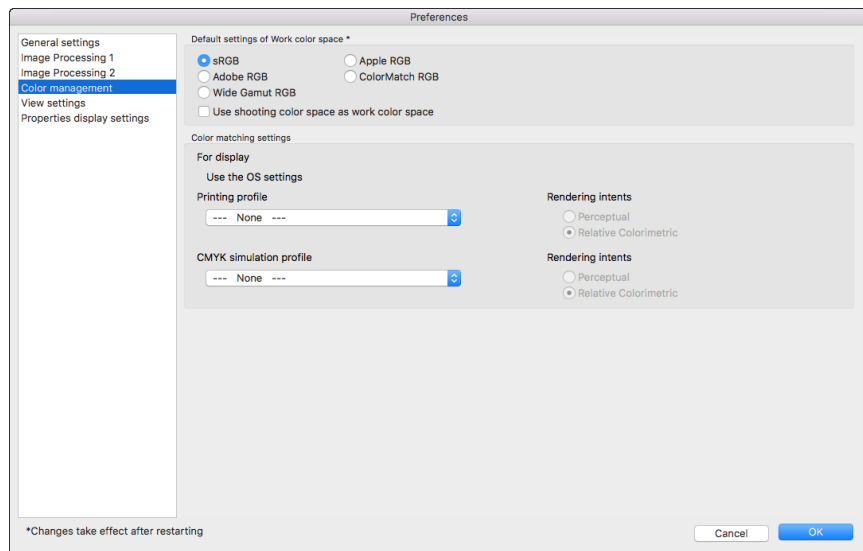 Preferences
General settings
Image Processing 1
Image Processing 2
Color management
View settings
Properties display settings
Default settings of Work color space *
sRGB
Apple RGB
Adobe RGB
ColorMatch RGB
Wide Gamut RGB
Use shooting color space as work color space
Color matching settings
For display
Use the OS settings
Printing profile
Rendering intents
--- None ---
Perceptual
Relative Colorimetric
CMYK simulation profile
Rendering intents
--- None ---
Perceptual
Relative Colorimetric
*Changes take effect after restarting
Cancel
OK